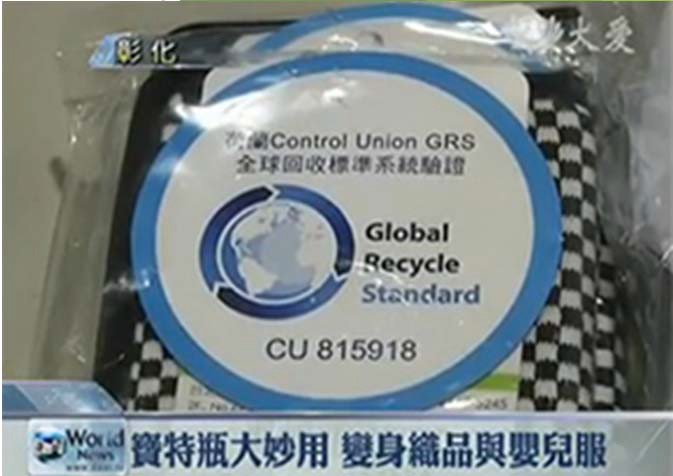 彰化
大愛
荷蘭Control Union GRS
全球回收標準系統驗證
Global
Recycle
Standard
CU 815918
World
News
寶特瓶大妙用 變身織品與嬰兒服